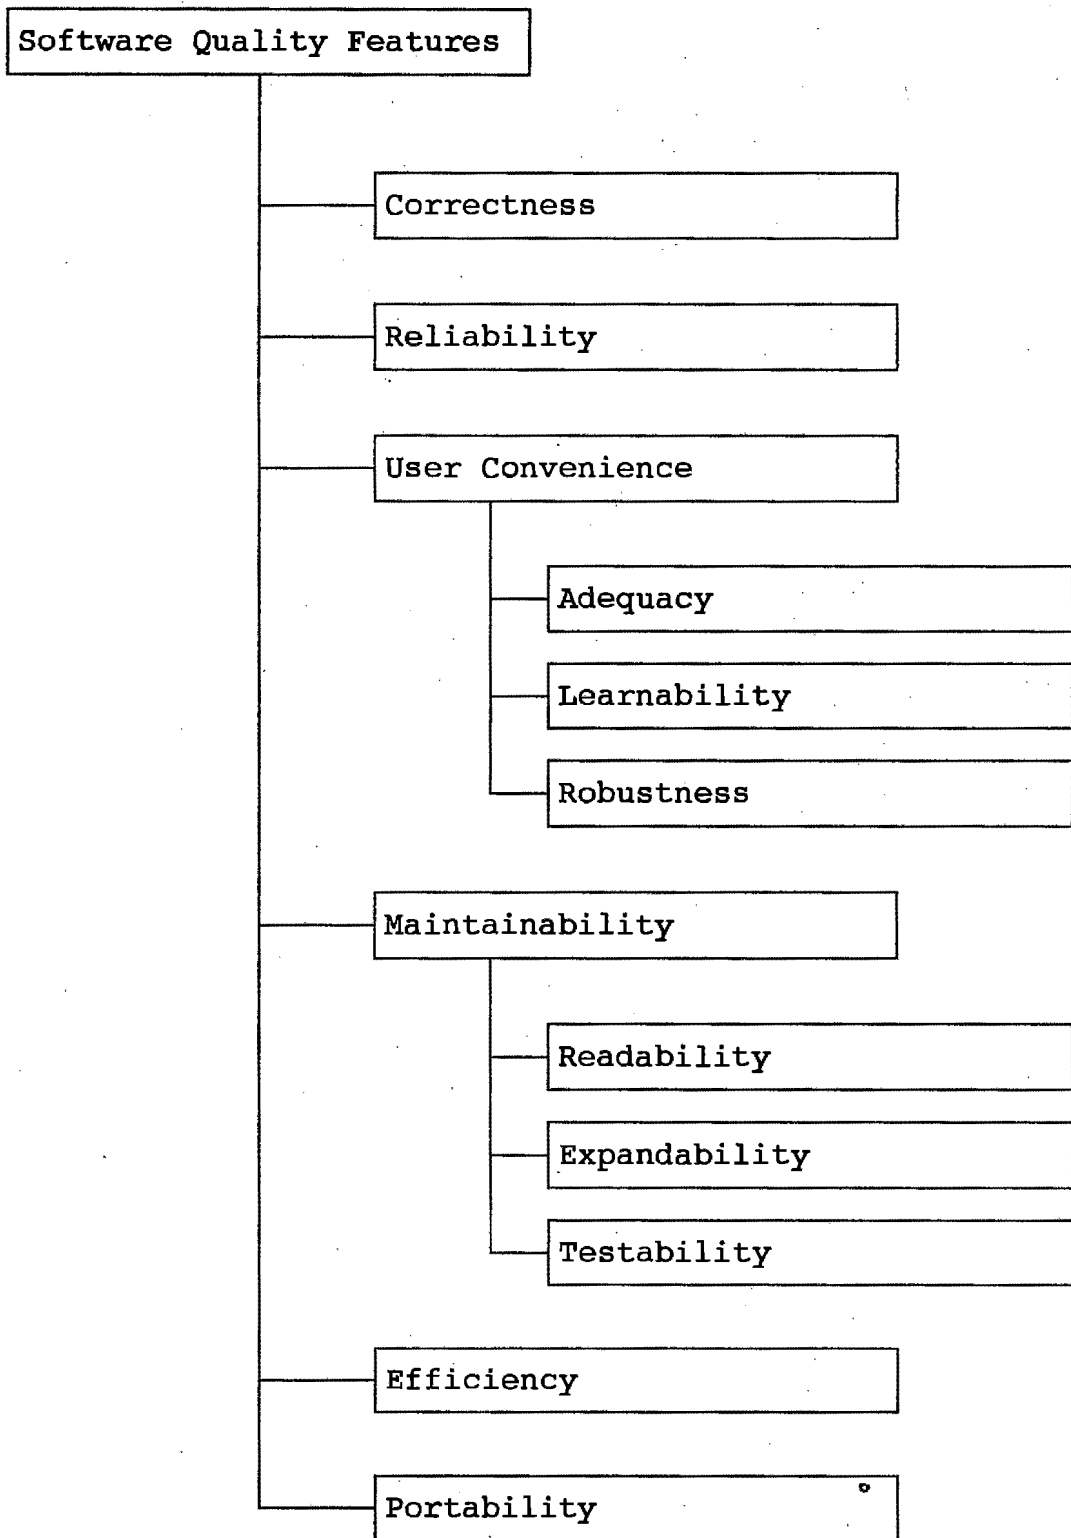 Software Quality Features
Correctness
Reliability
User Convenience
Adequacy
Learnability
Robustness
Maintainability
Readability
Expandability
Testability
Efficiency
Portability